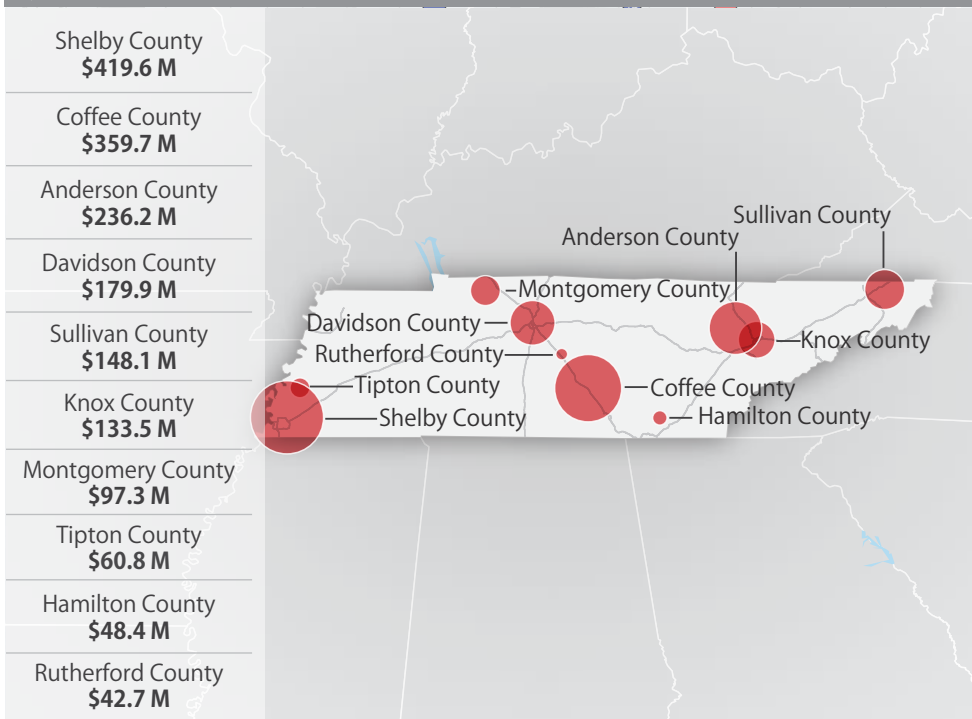 Shelby County
$419.6 M
Coffee County
$359.7 M
Anderson County
$236.2 M
Davidson County
$179.9 M
Sullivan County
$148.1 M
Knox County
$133.5 M
Montgomery County
$97.3 M
Tipton County
$60.8 M
Hamilton County
$48.4 M
Rutherford County
$42.7 M
Sullivan County
Anderson County
Montgomery County
Davidson County
Knox County
Rutherford County
Tipton County
Coffee County
Shelby County
Hamilton County